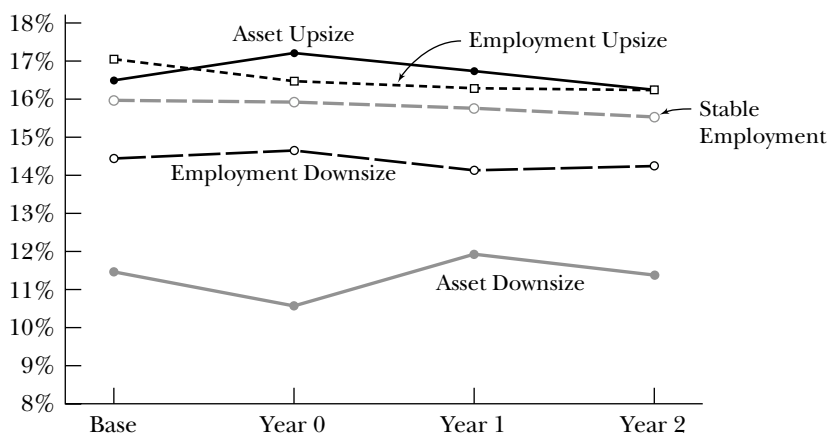 18%
17%
16%
15%
14%
13%
12%
11%
10%
9%
8%
Asset Upsize
Employment Upsize
Stable
Employment
Employment Downsize
Asset Downsize
Base
Year 0
Year 1
Year 2